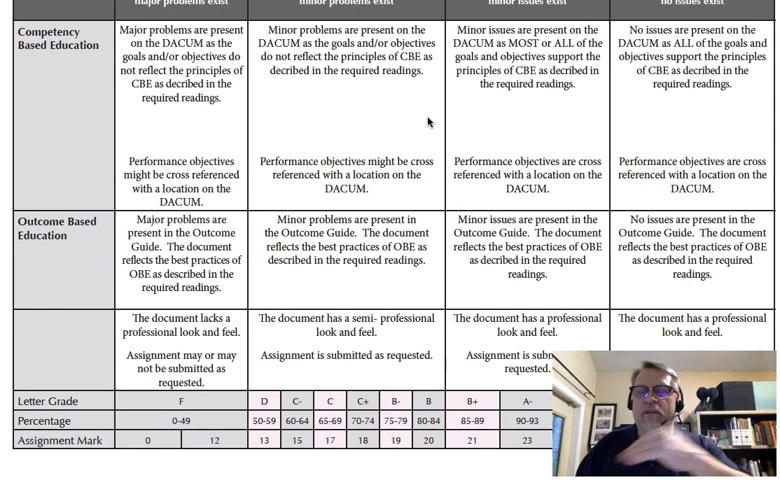 major problems exist
minor problems exist
minor issues exist
no issues exist
Competency
Based Education
Major problems are present
on the DACUM as the
goals and/or objectives do
not reflect the principles of
CBE as decribed in the
required readings.
Performance objectives
might be cross referenced
with a location on the
DACUM.
Minor problems are present on the
DACUM as the goals and/or objectives
do not reflect the principles of CBE as
decribed in the required readings.
Performance objectives might be cross
referenced with a location on the
DACUM.
Minor issues are present on the
DACUM as MOST or ALL of the
goals and objectives support the
principles of CBE as decribed in
the required readings.
Performance objectives are cross
referenced with a location on the
DACUM.
No issues are present on the
DACUM as ALL of the goals and
objectives support the principles
of CBE as decribed in the
required readings.
Performance objectives are cross
referenced with a location on the
DACUM.
Outcome Based
Education
Major problems are
present in the Outcome
Guide. The document
reflects the best practices of
OBE as described in the
required readings.
Minor problems are present in
the Outcome Guide. The document
reflects the best practices of OBE as
described in the required readings.
Minor issues are present in the
Outcome Guide. The document
reflects the best practices of OBE
as decribed in the required
readings.
No issues are present in the
Outcome Guide. The document
reflects the best practices of OBE
as decribed in the required
readings.
The document lacks a
professional look and feel.
Assignment may or may
not be submitted as
requested.
The document has a semi- professional
look and feel.
Assignment is submitted as requested.
The document has a professional
look and feel.
Assignment is subm
requested.
The document has a professional
look and feel.
Letter Grade F D C- C C+ B- B B+ A-
Percentage 0-49 50-59 60-64 65-69 70-74 75-79 80-84 85-89 90-93
Assignment Mark 0 12 13 15 17 18 19 20 21 23